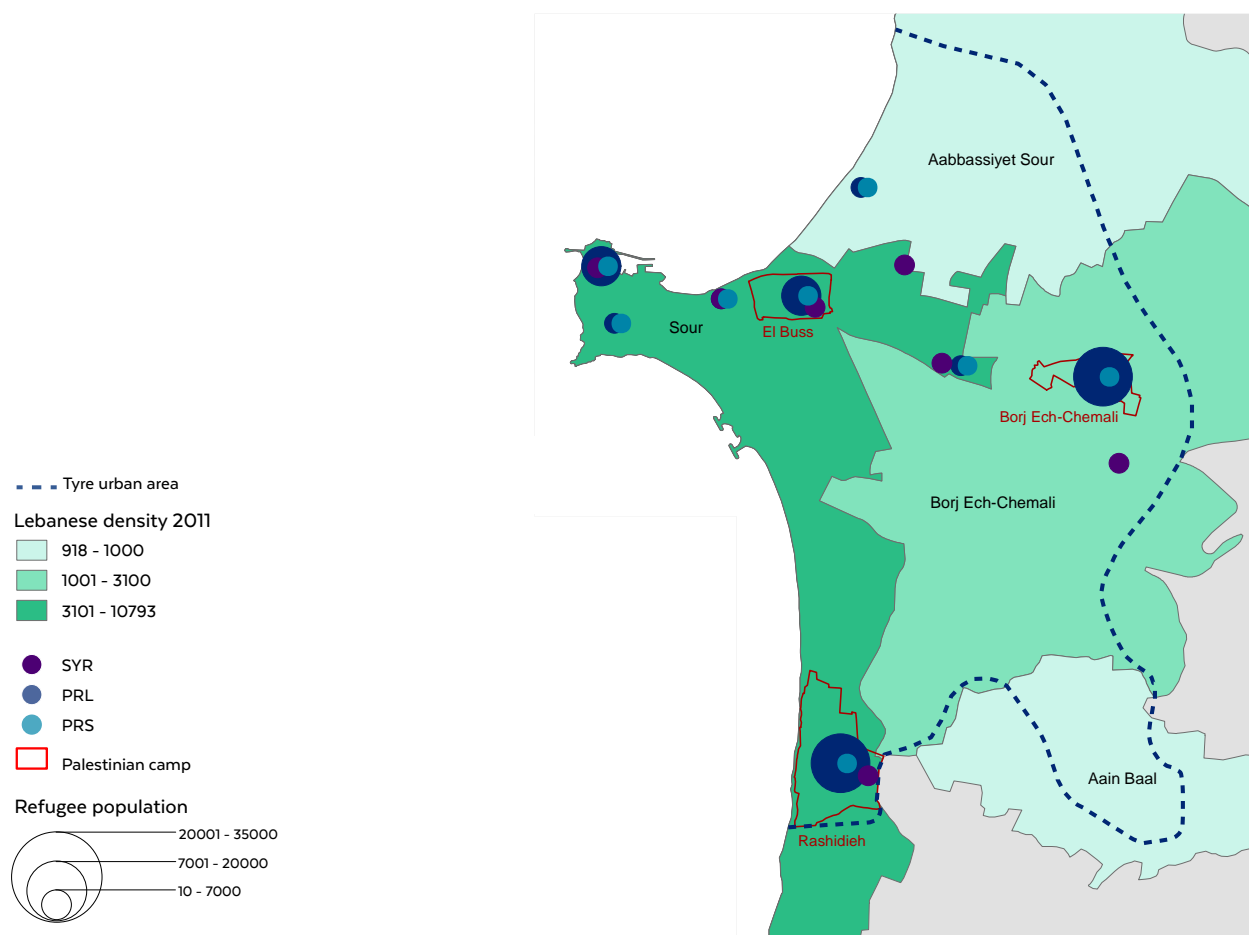 Aabbassiyet Sour
Sour
El Buss
Borj Ech-Chemali
Borj Ech-Chemali
Aain Baal
Rashidieh
Tyre urban area
Lebanese density 2011
918 - 1000
1001 - 3100
3101 - 10793
SYR
PRL
PRS
Palestinian camp
Refugee population
20001 - 35000
7001 - 20000
10 - 7000